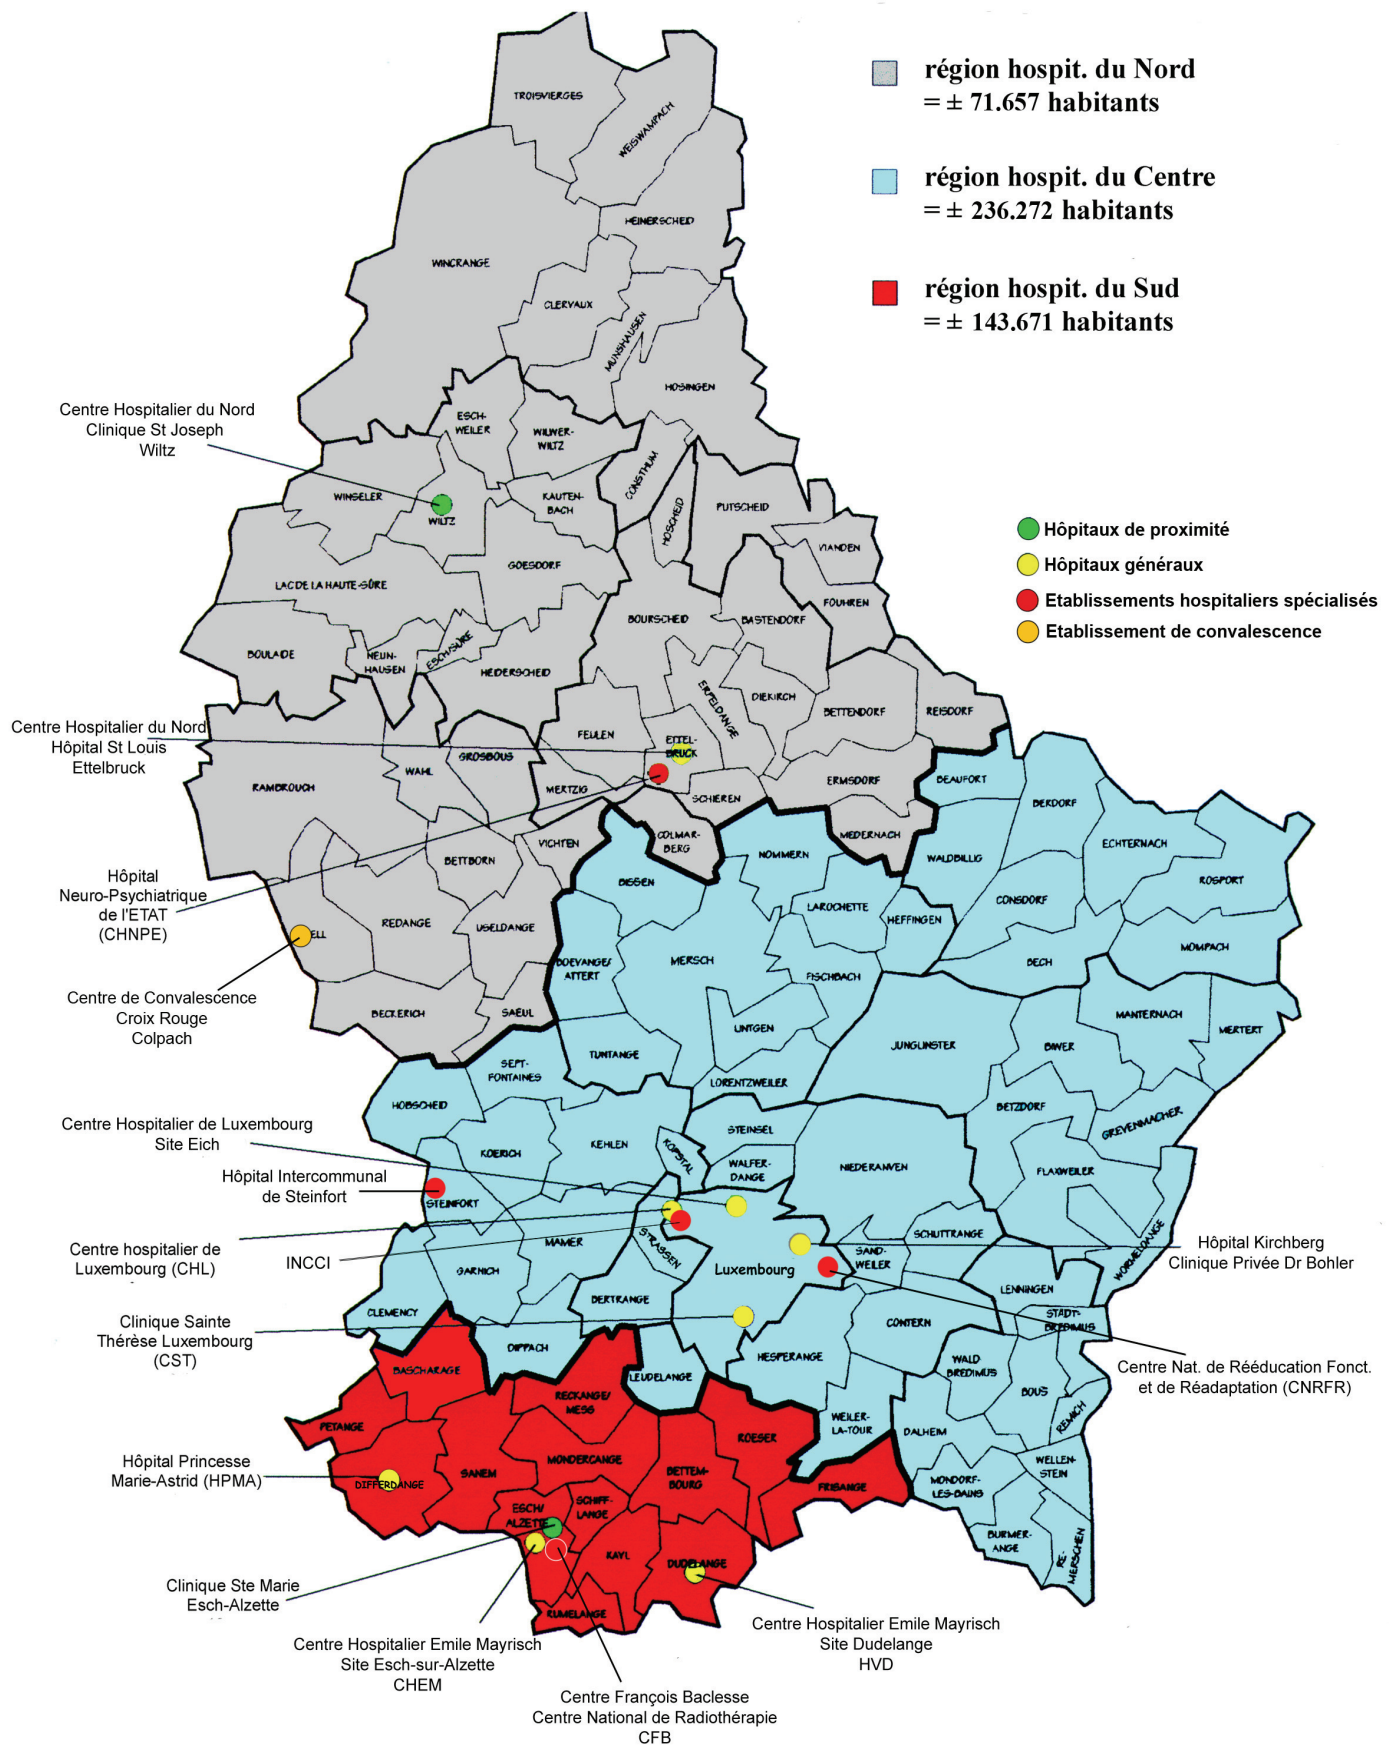 région hospit. du Nord
= ± 71.657 habitants
région hospit. du Centre
= ± 236.272 habitants
région hospit. du Sud
= ± 143.671 habitants
Hôpitaux de proximité
Hôpitaux généraux
Etablissements hospitaliers spécialisés
Etablissement de convalescence
Centre Hospitalier du Nord
Clinique St Joseph
Wiltz
Centre Hospitalier du Nord
Hôpital St Louis
Ettelbruck
Hôpital
Neuro-Psychiatrique
de l'ETAT
(CHNPE)
Centre de Convalescence
Croix Rouge
Colpach
Centre Hospitalier de Luxembourg
Site Eich
Hôpital Intercommunal
de Steinfort
Centre hospitalier de
Luxembourg (CHL)
INCCI
Clinique Sainte
Thérèse Luxembourg
(CST)
Hôpital Princesse
Marie-Astrid (HPMA)
Clinique Ste Marie
Esch-Alzette
Centre Hospitalier Emile Mayrisch
Site Esch-sur-Alzette
CHEM
Centre François Baclesse
Centre National de Radiothérapie
CFB
Centre Hospitalier Emile Mayrisch
Site Dudelange
HVD
Hôpital Kirchberg
Clinique Privée Dr Bohler
Centre Nat. de Rééducation Fonct.
et de Réadaptation (CNRFR)
TROISVIERGES
WEISWAMPACH
HEINERSCHEID
WINCRANGE
CLERVAUX
MUNSHAUSEN
HOSINGEN
ESCH-
WEILER
WILWER-
WILTZ
CONSTHUM
WINSELER
WILTZ
KAUTEN-
BACH
HOSCHEID
PUTSCHEID
VIANDEN
GOESDORF
LAC DE LA HAUTE-SÛRE
FOUHREN
BOURSCHEID
BASTENDORF
BOULAIDE
NEUN-
HAUSEN
ESCH/SÛRE
HEIDERSCHEID
ERPELDANGE
DIEKIRCH
BETTENDORF
REISDORF
FEULEN
ETTEL-
BRUCK
GROSBOUS
WAHL
RAMBROUCH
MERTZIG
SCHIEREN
ERMSDORF
BEAUFORT
BERDORF
COLMAR-
BERG
MEDERNACH
VICHTEN
BETTBORN
NOMMERN
WALDBILLIG
ECHTERNACH
ROSPORT
BISSEN
LAROCHETTE
HEFFINGEN
CONSDORF
REDANGE
USELDANGE
ELL
BOEVANGE/
ATTERT
MERSCH
FISCHBACH
BECH
MOMPACH
BECKERICH
SAEUL
LINTGEN
MANTERNACH
MERTERT
TUNTANGE
JUNGLINSTER
BIWER
SEPT-
FONTAINES
LORENTZWEILER
HOBSCHEID
BETZDORF
GREVENMACHER
STEINSEL
KOERICH
KEHLEN
KOPSTAL
WALFER-
DANGE
NIEDERANVEN
FLAXWEILER
STEINFORT
MAMER
STRASSEN
SCHUTTRANGE
WORMELDANGE
SAND-
WEILER
GARNICH
Luxembourg
LENNINGEN
BERTRANGE
CLEMENCY
STADT-
BREDIMUS
CONTERN
DIPPACH
HESPERANGE
WALD
BREDIMUS
BASCHARAGE
LEUDELANGE
BOUS
RECKANGE/
MESS
REMICH
PETANGE
WEILER-
LA-TOUR
DALHEIM
ROESER
WELLEN-
STEIN
MONDERCANGE
SANEM
BETTEM-
BOURG
DIFFERDANGE
FRISANGE
MONDORF-
LES-BAINS
ESCH/
ALZETTE
SCHIFF-
LANGE
BURMER-
ANGE
RE-
MERSCHEN
KAYL
DUDELANGE
RUMELANGE